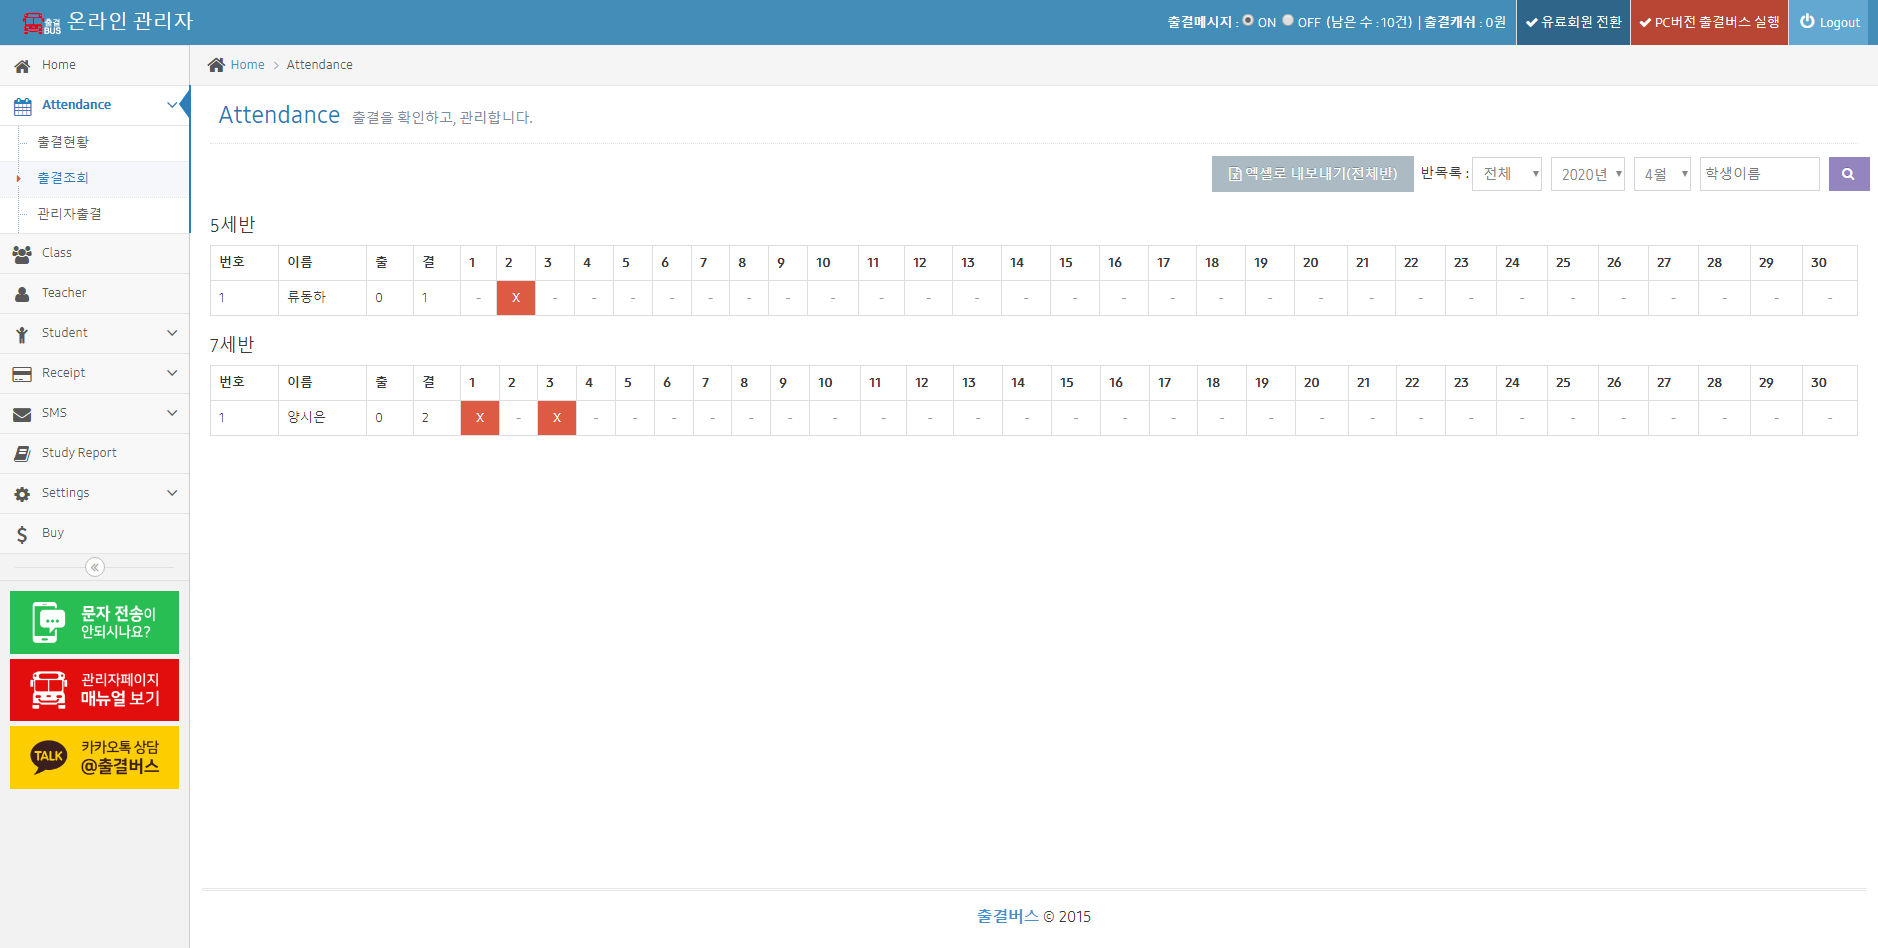 출결 BUS 온라인 관리자
출결메시지 : ON OFF (남은 수 : 10건) | 출결캐쉬 : 0원 유료회원 전환 PC버전 출결버스 실행 Logout
Home
Attendance
출결현황
출결조회
관리자출결
Class
Teacher
Student
Receipt
SMS
Study Report
Settings
Buy
문자 전송이
안되시나요?
관리자페이지
매뉴얼 보기
TALK
카카오톡 상담
@출결버스
Home > Attendance
Attendance 출결을 확인하고, 관리합니다.
엑셀로 내보내기(전체반) 반목록 : 전체 2020년 4월 학생이름
5세반
번호 이름 출 결 1 2 3 4 5 6 7 8 9 10 11 12 13 14 15 16 17 18 19 20 21 22 23 24 25 26 27 28 29 30
1 류동하 0 1 - X - - - - - - - - - - - - - - - - - - - - - - - - - - - -
7세반
번호 이름 출 결 1 2 3 4 5 6 7 8 9 10 11 12 13 14 15 16 17 18 19 20 21 22 23 24 25 26 27 28 29 30
1 양시은 0 2 X - X - - - - - - - - - - - - - - - - - - - - - - - - - - -
출결버스 © 2015